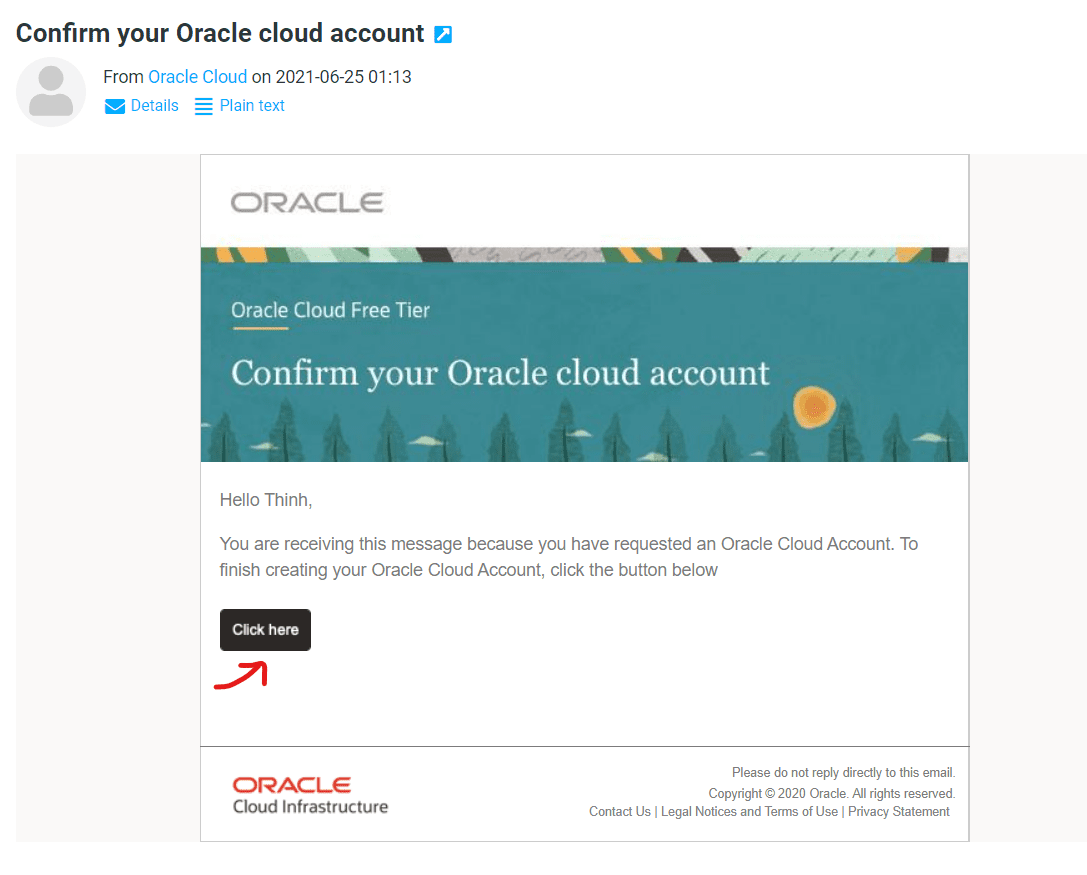 Confirm your Oracle cloud account
From Oracle Cloud on 2021-06-25 01:13
Details Plain text
ORACLE
Oracle Cloud Free Tier
Confirm your Oracle cloud account
Hello Thinh,
You are receiving this message because you have requested an Oracle Cloud Account. To
finish creating your Oracle Cloud Account, click the button below
Click here
ORACLE
Cloud Infrastructure
Please do not reply directly to this email.
Copyright © 2020 Oracle. All rights reserved.
Contact Us | Legal Notices and Terms of Use | Privacy Statement